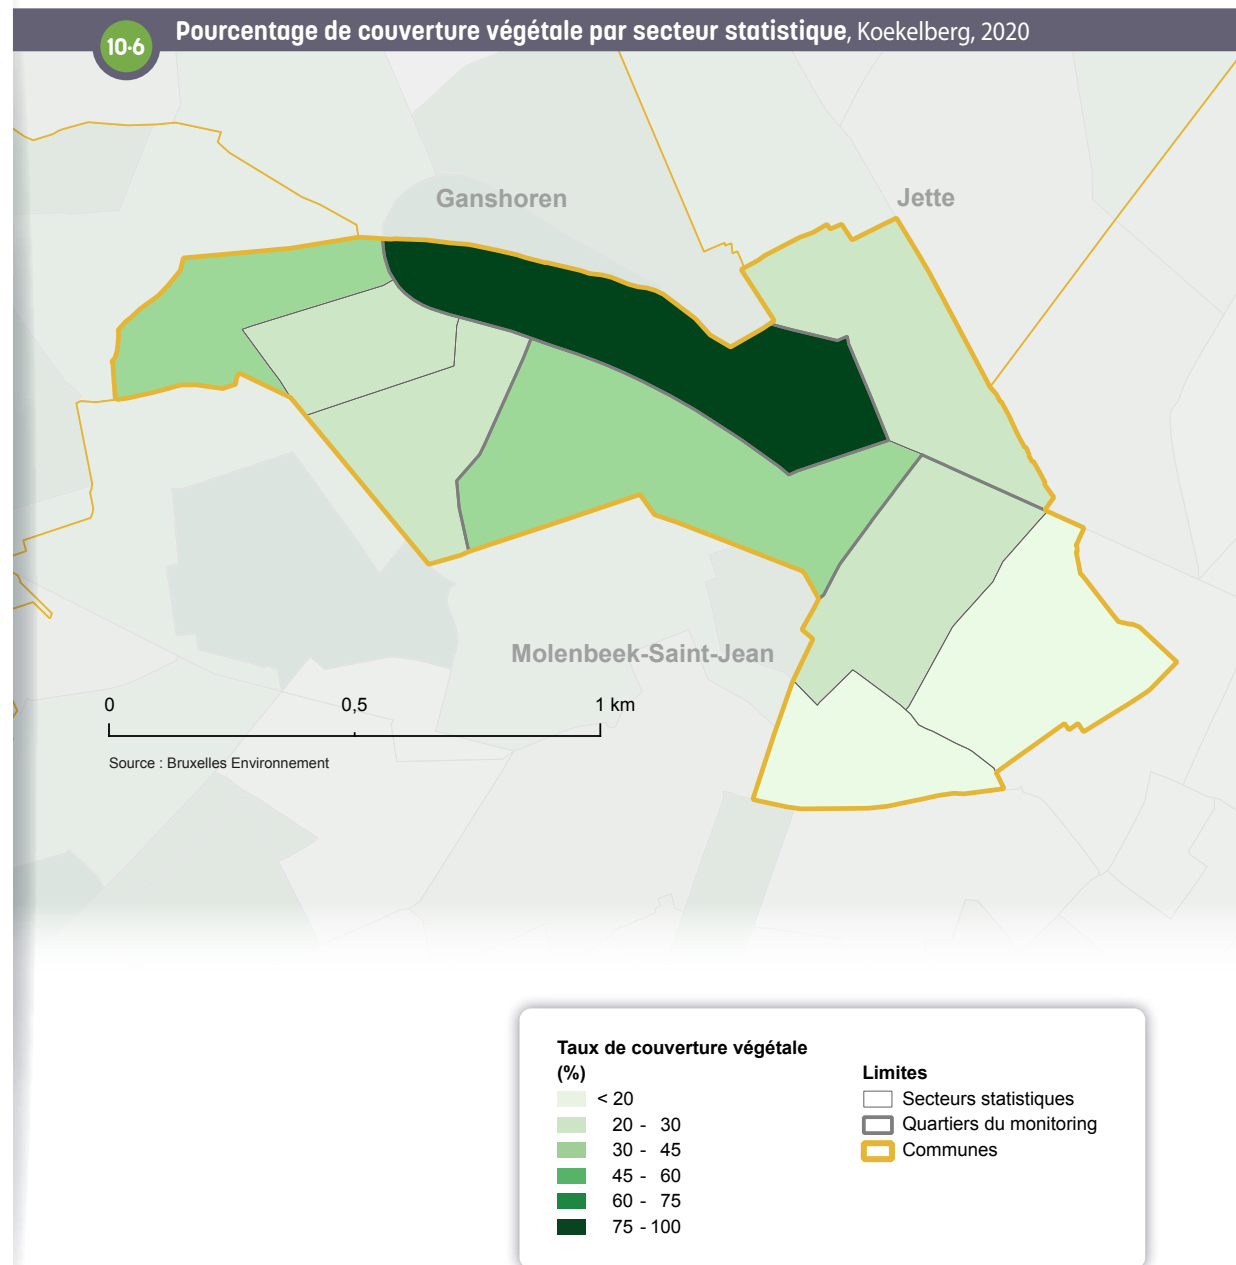 10·6
Pourcentage de couverture végétale par secteur statistique, Koekelberg, 2020
Ganshoren
Jette
Molenbeek-Saint-Jean
0 0,5 1 km
Source : Bruxelles Environnement
Taux de couverture végétale
(%)
< 20
20 - 30
30 - 45
45 - 60
60 - 75
75 - 100
Limites
Secteurs statistiques
Quartiers du monitoring
Communes